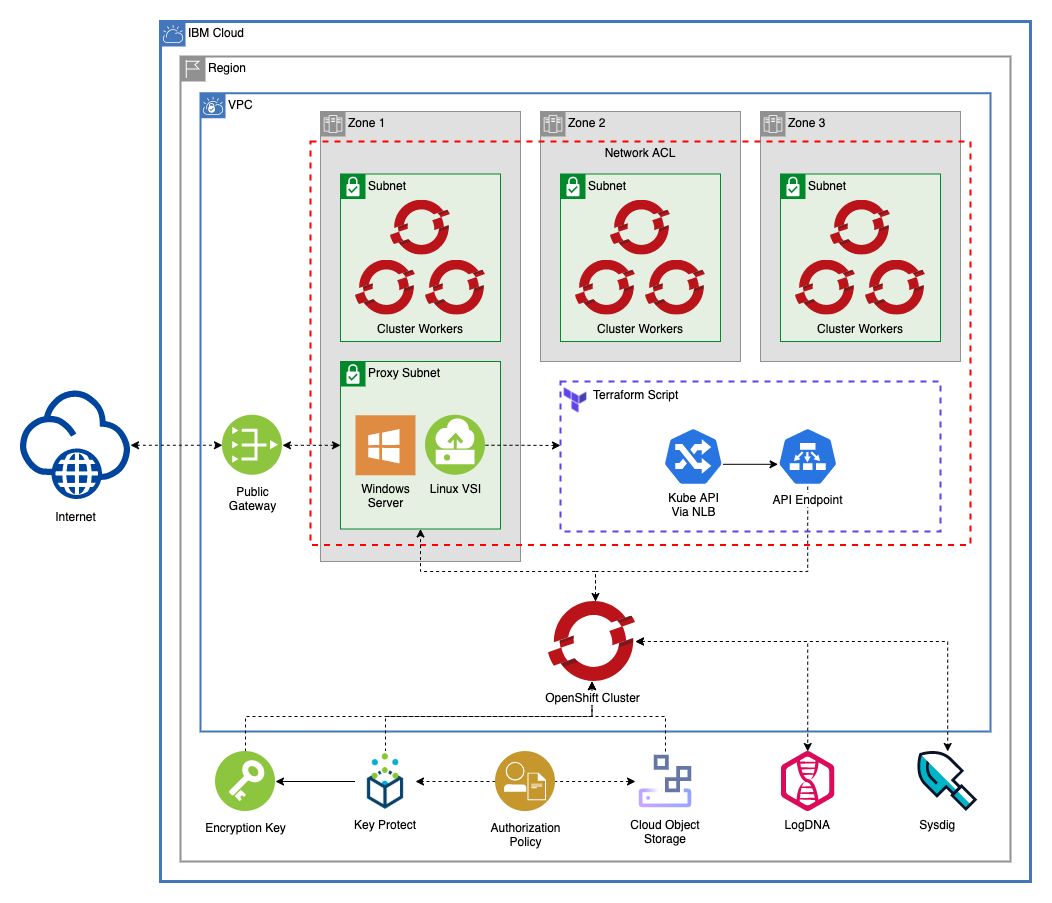 IBM Cloud
Region
VPC
Zone 1
Zone 2
Zone 3
Network ACL
Subnet
Subnet
Subnet
Cluster Workers
Cluster Workers
Cluster Workers
Proxy Subnet
Windows
Server
Linux VSI
Terraform Script
Kube API
Via NLB
API Endpoint
Internet
Public
Gateway
OpenShift Cluster
Encryption Key
Key Protect
Authorization
Policy
Cloud Object
Storage
LogDNA
Sysdig